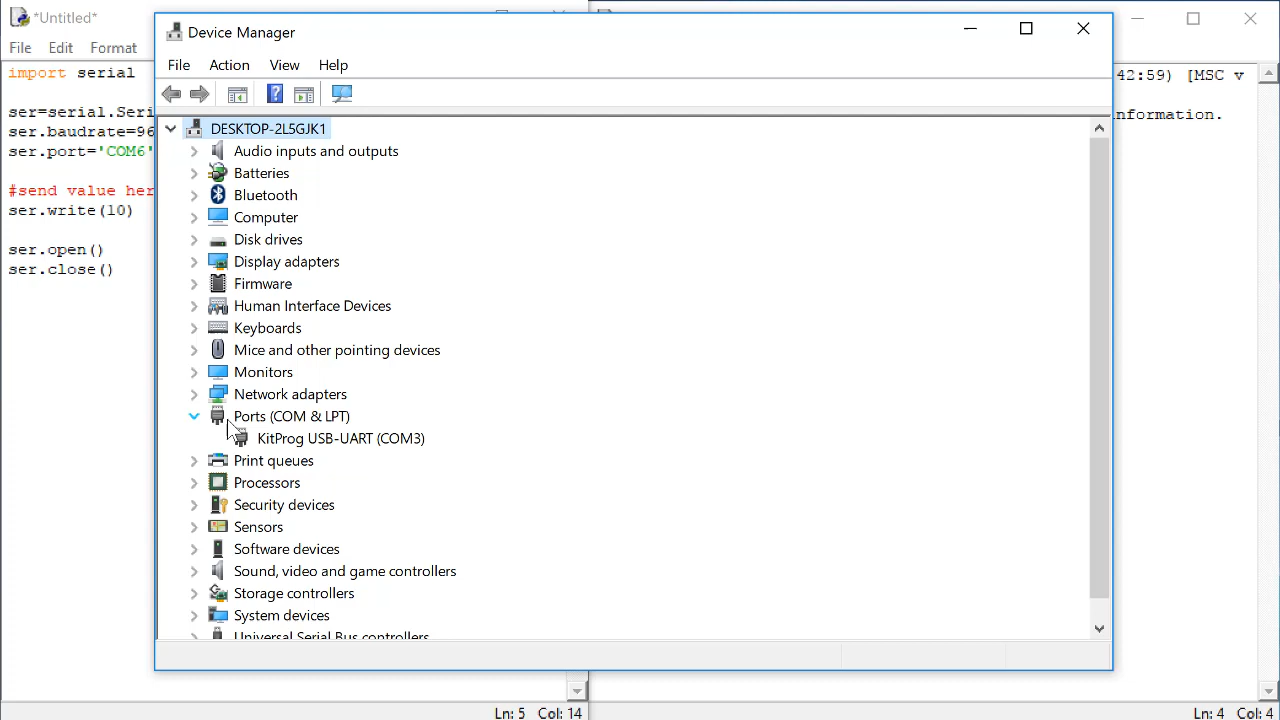 *Untitled*
File Edit Format
import serial
ser=serial.Seri
ser.baudrate=96
ser.port='COM6'
#send value her
ser.write(10)
ser.open()
ser.close()
Ln: 5 Col: 14
Device Manager
File Action View Help
DESKTOP-2L5GJK1
Audio inputs and outputs
Batteries
Bluetooth
Computer
Disk drives
Display adapters
Firmware
Human Interface Devices
Keyboards
Mice and other pointing devices
Monitors
Network adapters
Ports (COM & LPT)
KitProg USB-UART (COM3)
Print queues
Processors
Security devices
Sensors
Software devices
Sound, video and game controllers
Storage controllers
System devices
Universal Serial Bus controllers
42:59) [MSC v
nformation.
Ln: 4 Col: 4